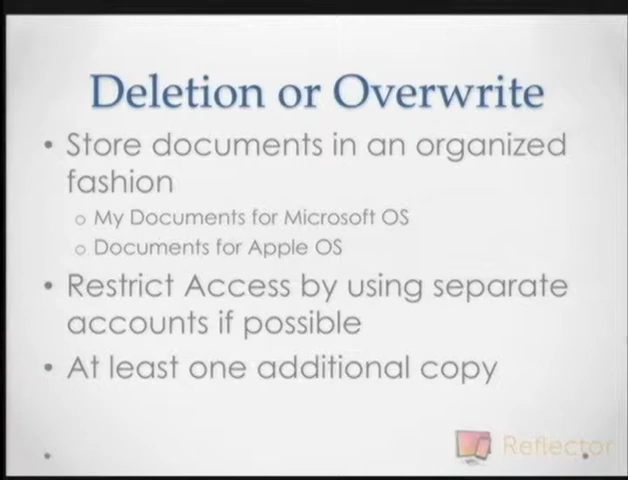 Deletion or Overwrite
• Store documents in an organized
fashion
o My Documents for Microsoft OS
o Documents for Apple OS
• Restrict Access by using separate
accounts if possible
• At least one additional copy
Reflector